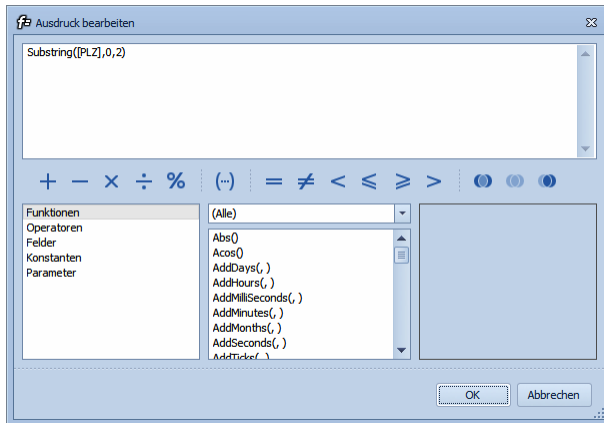 Ausdruck bearbeiten
Substring([PLZ],0,2)
+ − × ÷ % (···) = ≠ < ⩽ ⩾ >
Funktionen
Operatoren
Felder
Konstanten
Parameter
(Alle)
Abs()
Acos()
AddDays(, )
AddHours(, )
AddMilliSeconds(, )
AddMinutes(, )
AddMonths(, )
AddSeconds(, )
AddTicks(, )
OK
Abbrechen